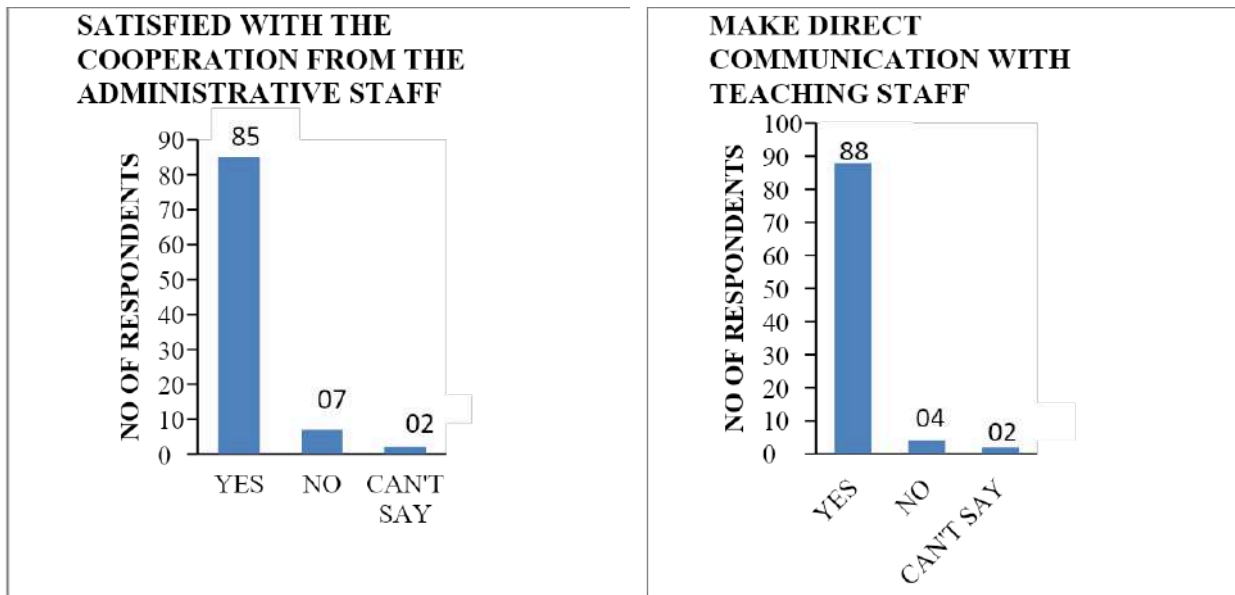 SATISFIED WITH THE
COOPERATION FROM THE
ADMINISTRATIVE STAFF
NO OF RESPONDENTS
90
80
70
60
50
40
30
20
10
0
85
07
02
YES
NO
CAN'T
SAY
MAKE DIRECT
COMMUNICATION WITH
TEACHING STAFF
NO OF RESPONDENTS
100
90
80
70
60
50
40
30
20
10
0
88
04
02
YES
NO
CAN'T SAY